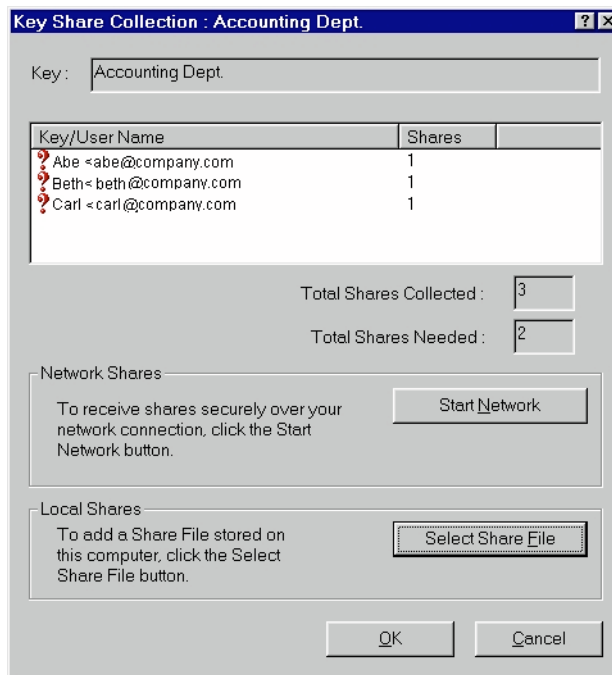 Key Share Collection : Accounting Dept.
Key : Accounting Dept.
Key/User Name Shares
Abe <abe@company.com 1
Beth< beth@company.com 1
Carl <carl@company.com 1
Total Shares Collected : 3
Total Shares Needed : 2
Network Shares
To receive shares securely over your
network connection, click the Start
Network button.
Start Network
Local Shares
To add a Share File stored on
this computer, click the Select
Share File button.
Select Share File
OK Cancel